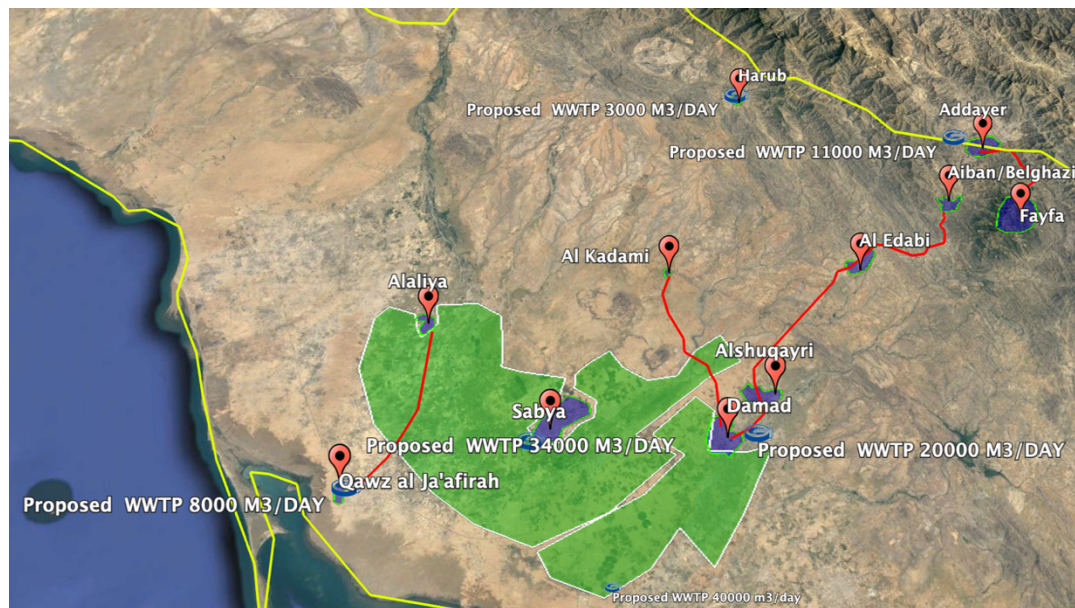 Harub
Proposed WWTP 3000 M3/DAY
Addayer
Proposed WWTP 11000 M3/DAY
Aiban/Belghazi
Fayfa
Al Edabi
Al Kadami
Alaliya
Alshuqayri
Damad
Sabya
Proposed WWTP 34000 M3/DAY
Proposed WWTP 20000 M3/DAY
Qawz al Ja'afirah
Proposed WWTP 8000 M3/DAY
Proposed WWTP 40000 m3/day